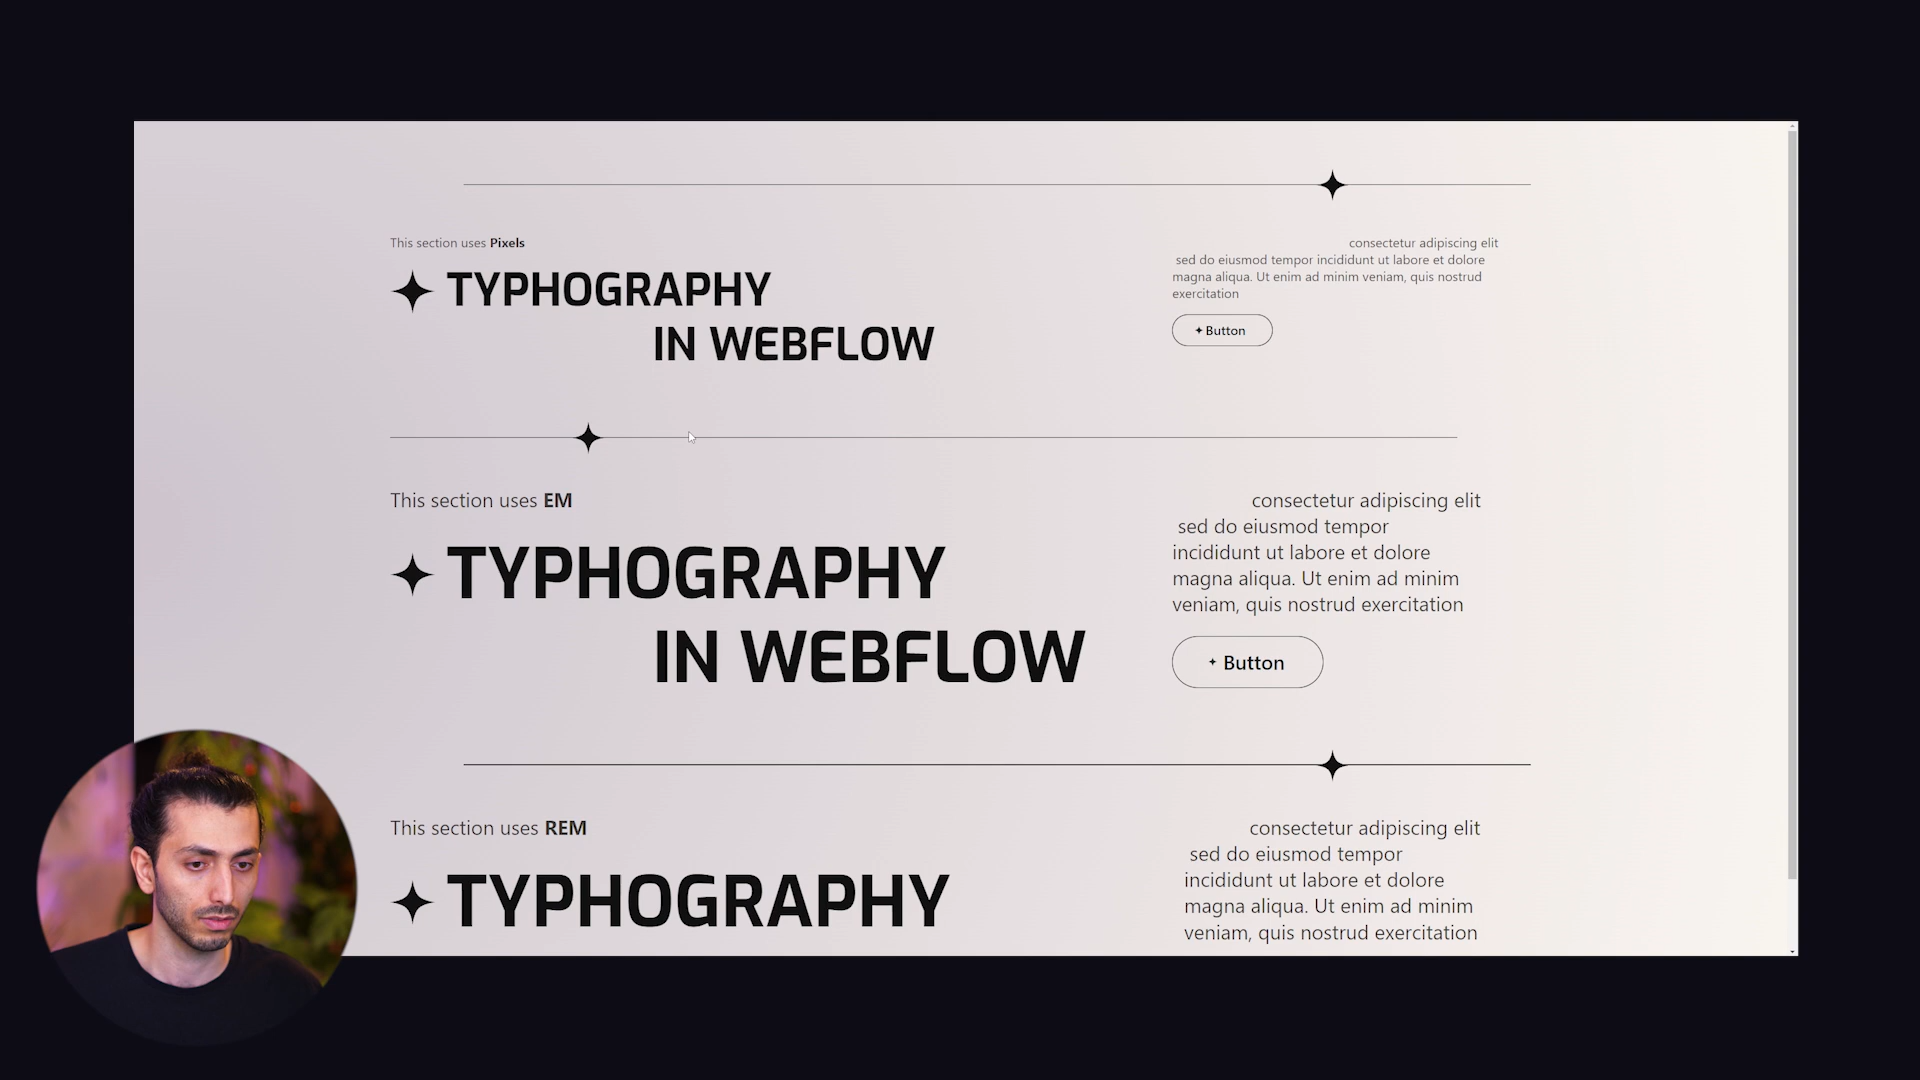 This section uses Pixels
TYPHOGRAPHY
IN WEBFLOW
consectetur adipiscing elit
sed do eiusmod tempor incididunt ut labore et dolore
magna aliqua. Ut enim ad minim veniam, quis nostrud
exercitation
Button
This section uses EM
TYPHOGRAPHY
IN WEBFLOW
consectetur adipiscing elit
sed do eiusmod tempor
incididunt ut labore et dolore
magna aliqua. Ut enim ad minim
veniam, quis nostrud exercitation
Button
This section uses REM
TYPHOGRAPHY
consectetur adipiscing elit
sed do eiusmod tempor
incididunt ut labore et dolore
magna aliqua. Ut enim ad minim
veniam, quis nostrud exercitation